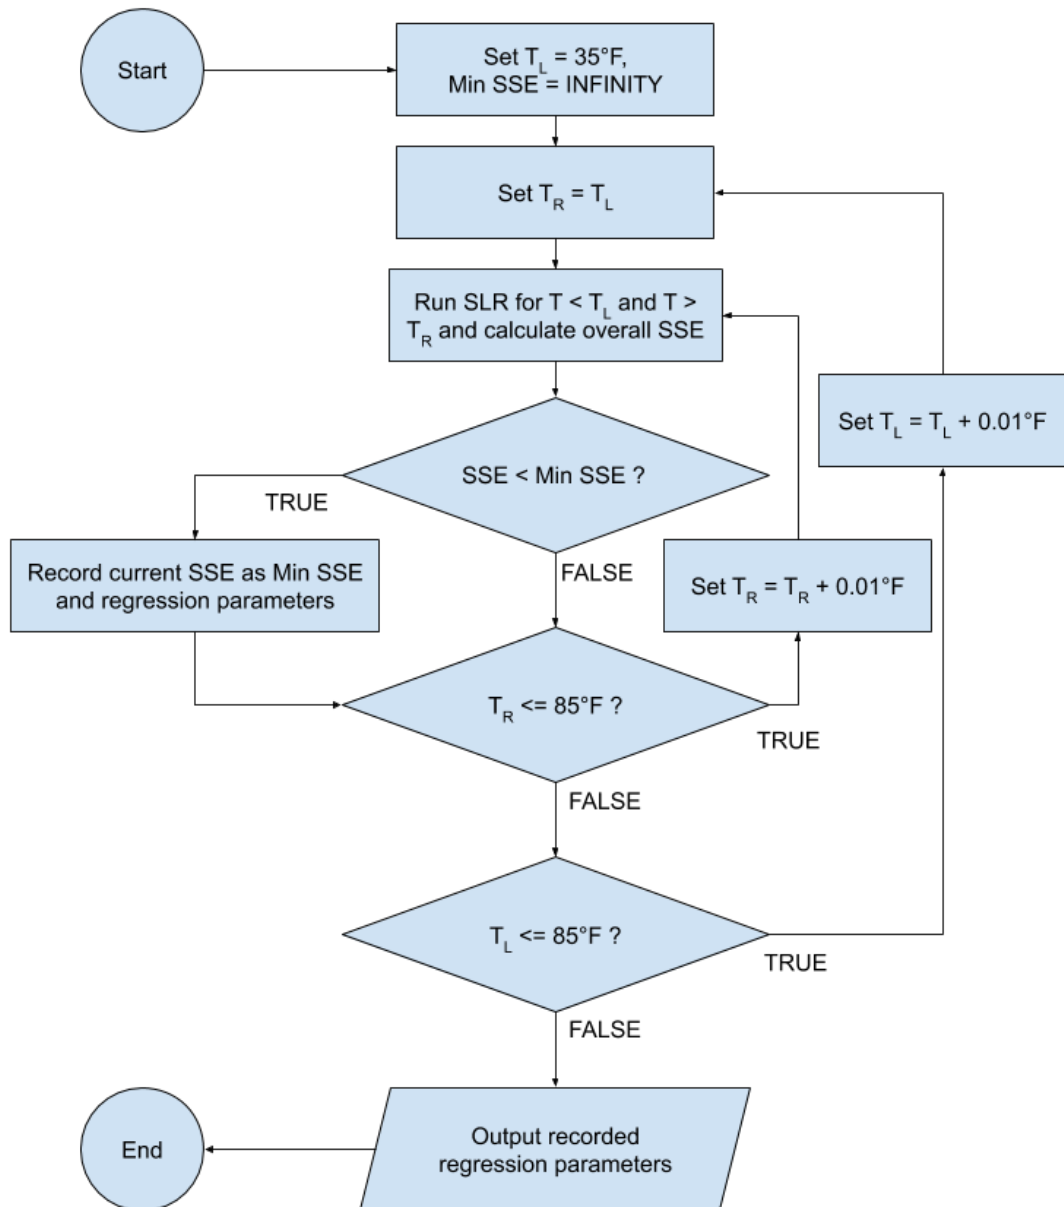 Start
Set T_L = 35°F,
Min SSE = INFINITY
Set T_R = T_L
Run SLR for T < T_L and T >
T_R and calculate overall SSE
Set T_L = T_L + 0.01°F
SSE < Min SSE ?
TRUE
FALSE
Record current SSE as Min SSE
and regression parameters
Set T_R = T_R + 0.01°F
T_R <= 85°F ?
TRUE
FALSE
T_L <= 85°F ?
TRUE
FALSE
Output recorded
regression parameters
End